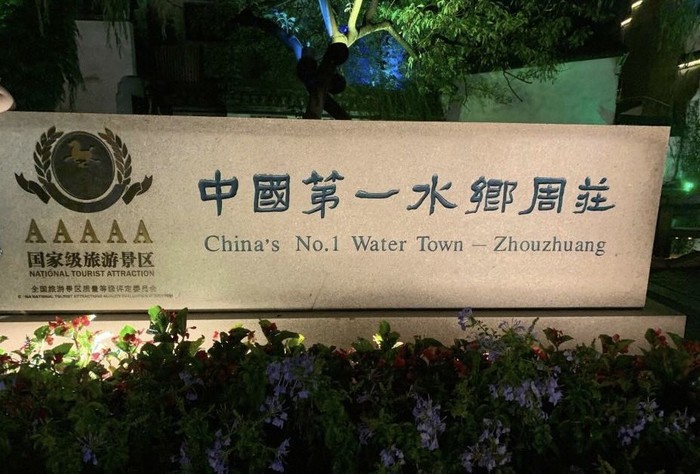 AAAAA
国家级旅游景区
NATIONAL TOURIST ATTRACTION
全国旅游景区质量等级评定委员会
中國第一水鄉周莊
China's No.1 Water Town – Zhouzhuang